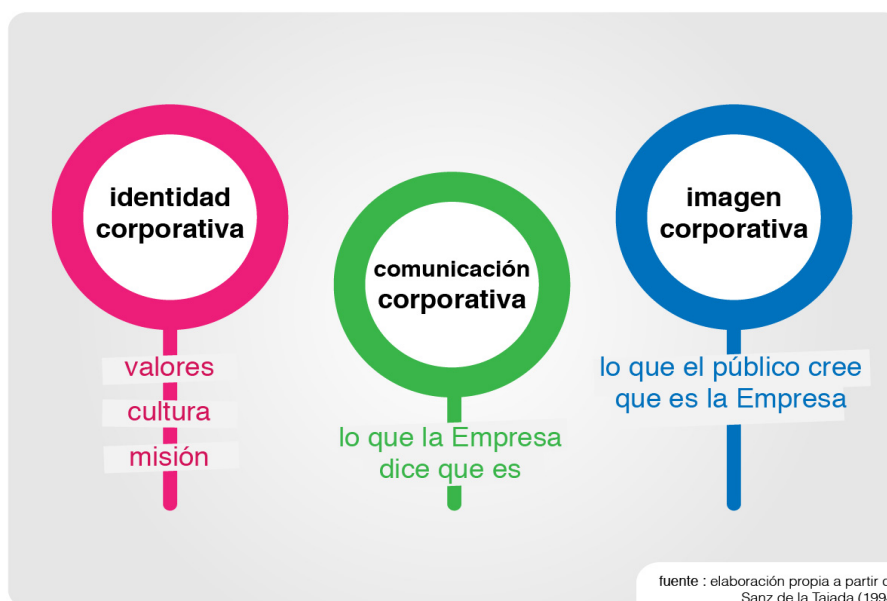 identidad
corporativa
valores
cultura
misión
comunicación
corporativa
lo que la Empresa
dice que es
imagen
corporativa
lo que el público cree
que es la Empresa
fuente : elaboración propia a partir
Sanz de la Tajada